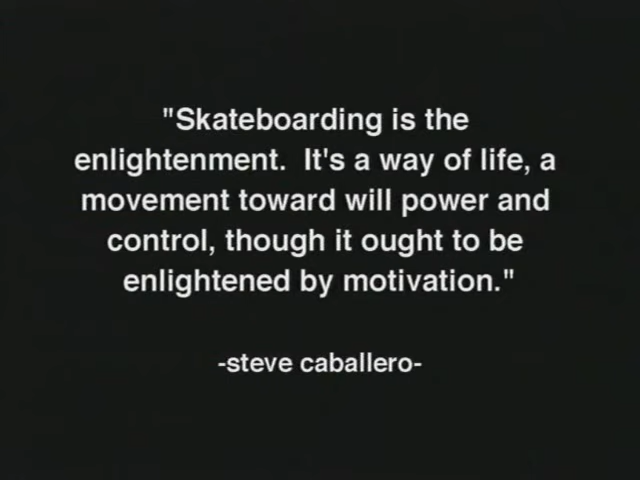 "Skateboarding is the
enlightenment.  It's a way of life, a
movement toward will power and
control, though it ought to be
enlightened by motivation."
-steve caballero-